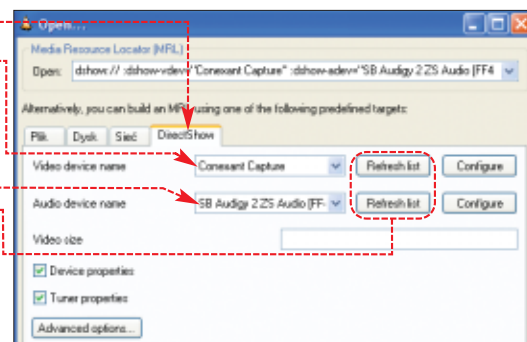 Open...
Media Resource Locator (MRL)
Open: dshow:// :dshow-vdev="Conexant Capture" :dshow-adev="SB Audigy 2 ZS Audio [FF4
Alternatively, you can build an MRL using one of the following predefined targets:
Plik Dysk Sieć DirectShow
Video device name Conexant Capture Refresh list Configure
Audio device name SB Audigy 2 ZS Audio [FF- Refresh list Configure
Video size
Device properties
Tuner properties
Advanced options...